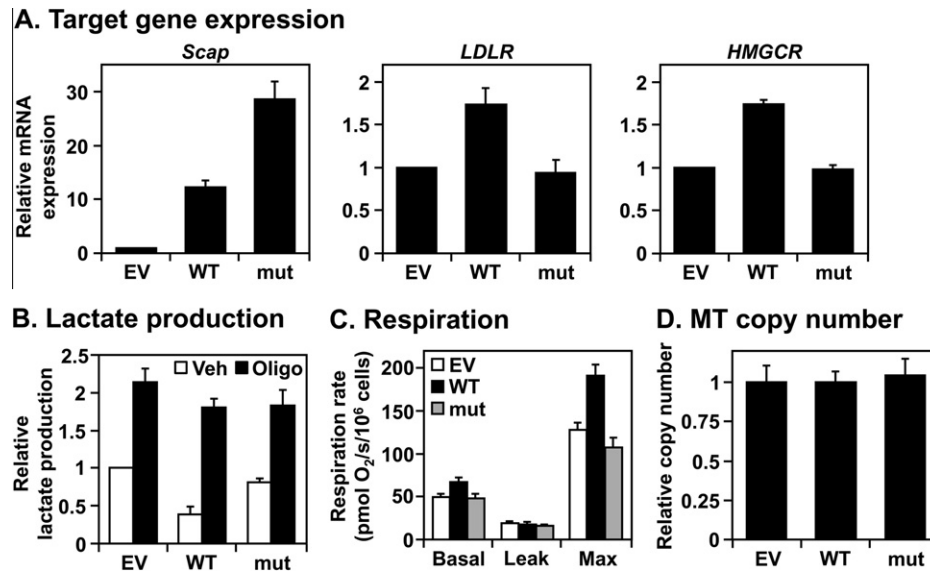 A. Target gene expression
Scap
LDLR
HMGCR
Relative mRNA
expression
30
20
10
0
EV WT mut
2
1.5
1
0.5
0
EV WT mut
2
1.5
1
0.5
0
EV WT mut
B. Lactate production
Relative
lactate production
2.5
2
1.5
1
0.5
0
Veh Oligo
EV WT mut
C. Respiration
Respiration rate
(pmol O₂/s/10⁶ cells)
200
150
100
50
0
EV
WT
mut
Basal Leak Max
D. MT copy number
Relative copy number
1
0.75
0.5
0.25
0
EV WT mut